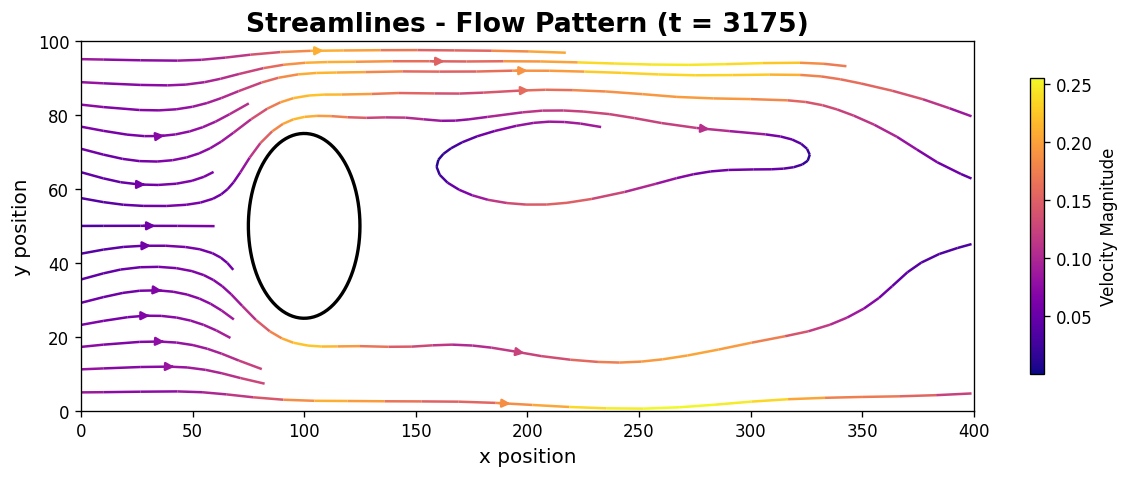 Streamlines - Flow Pattern (t = 3175)
100
80
60
40
20
0
y position
0 50 100 150 200 250 300 350 400
x position
0.25
0.20
0.15
0.10
0.05
Velocity Magnitude